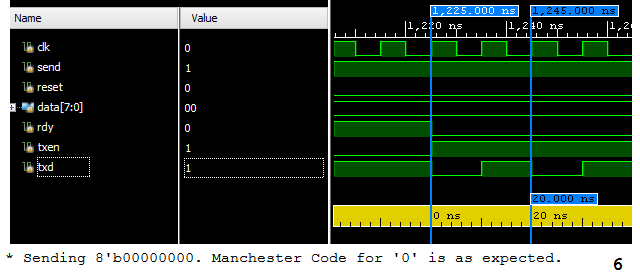 Name Value 1,225.000 ns 1,245.000 ns
1,220 ns 1,240 ns
clk 0
send 1
reset 0
data[7:0] 00
rdy 0
txen 1
txd 1
20.000 ns
0 ns 20 ns
* Sending 8'b00000000. Manchester Code for '0' is as expected.
6